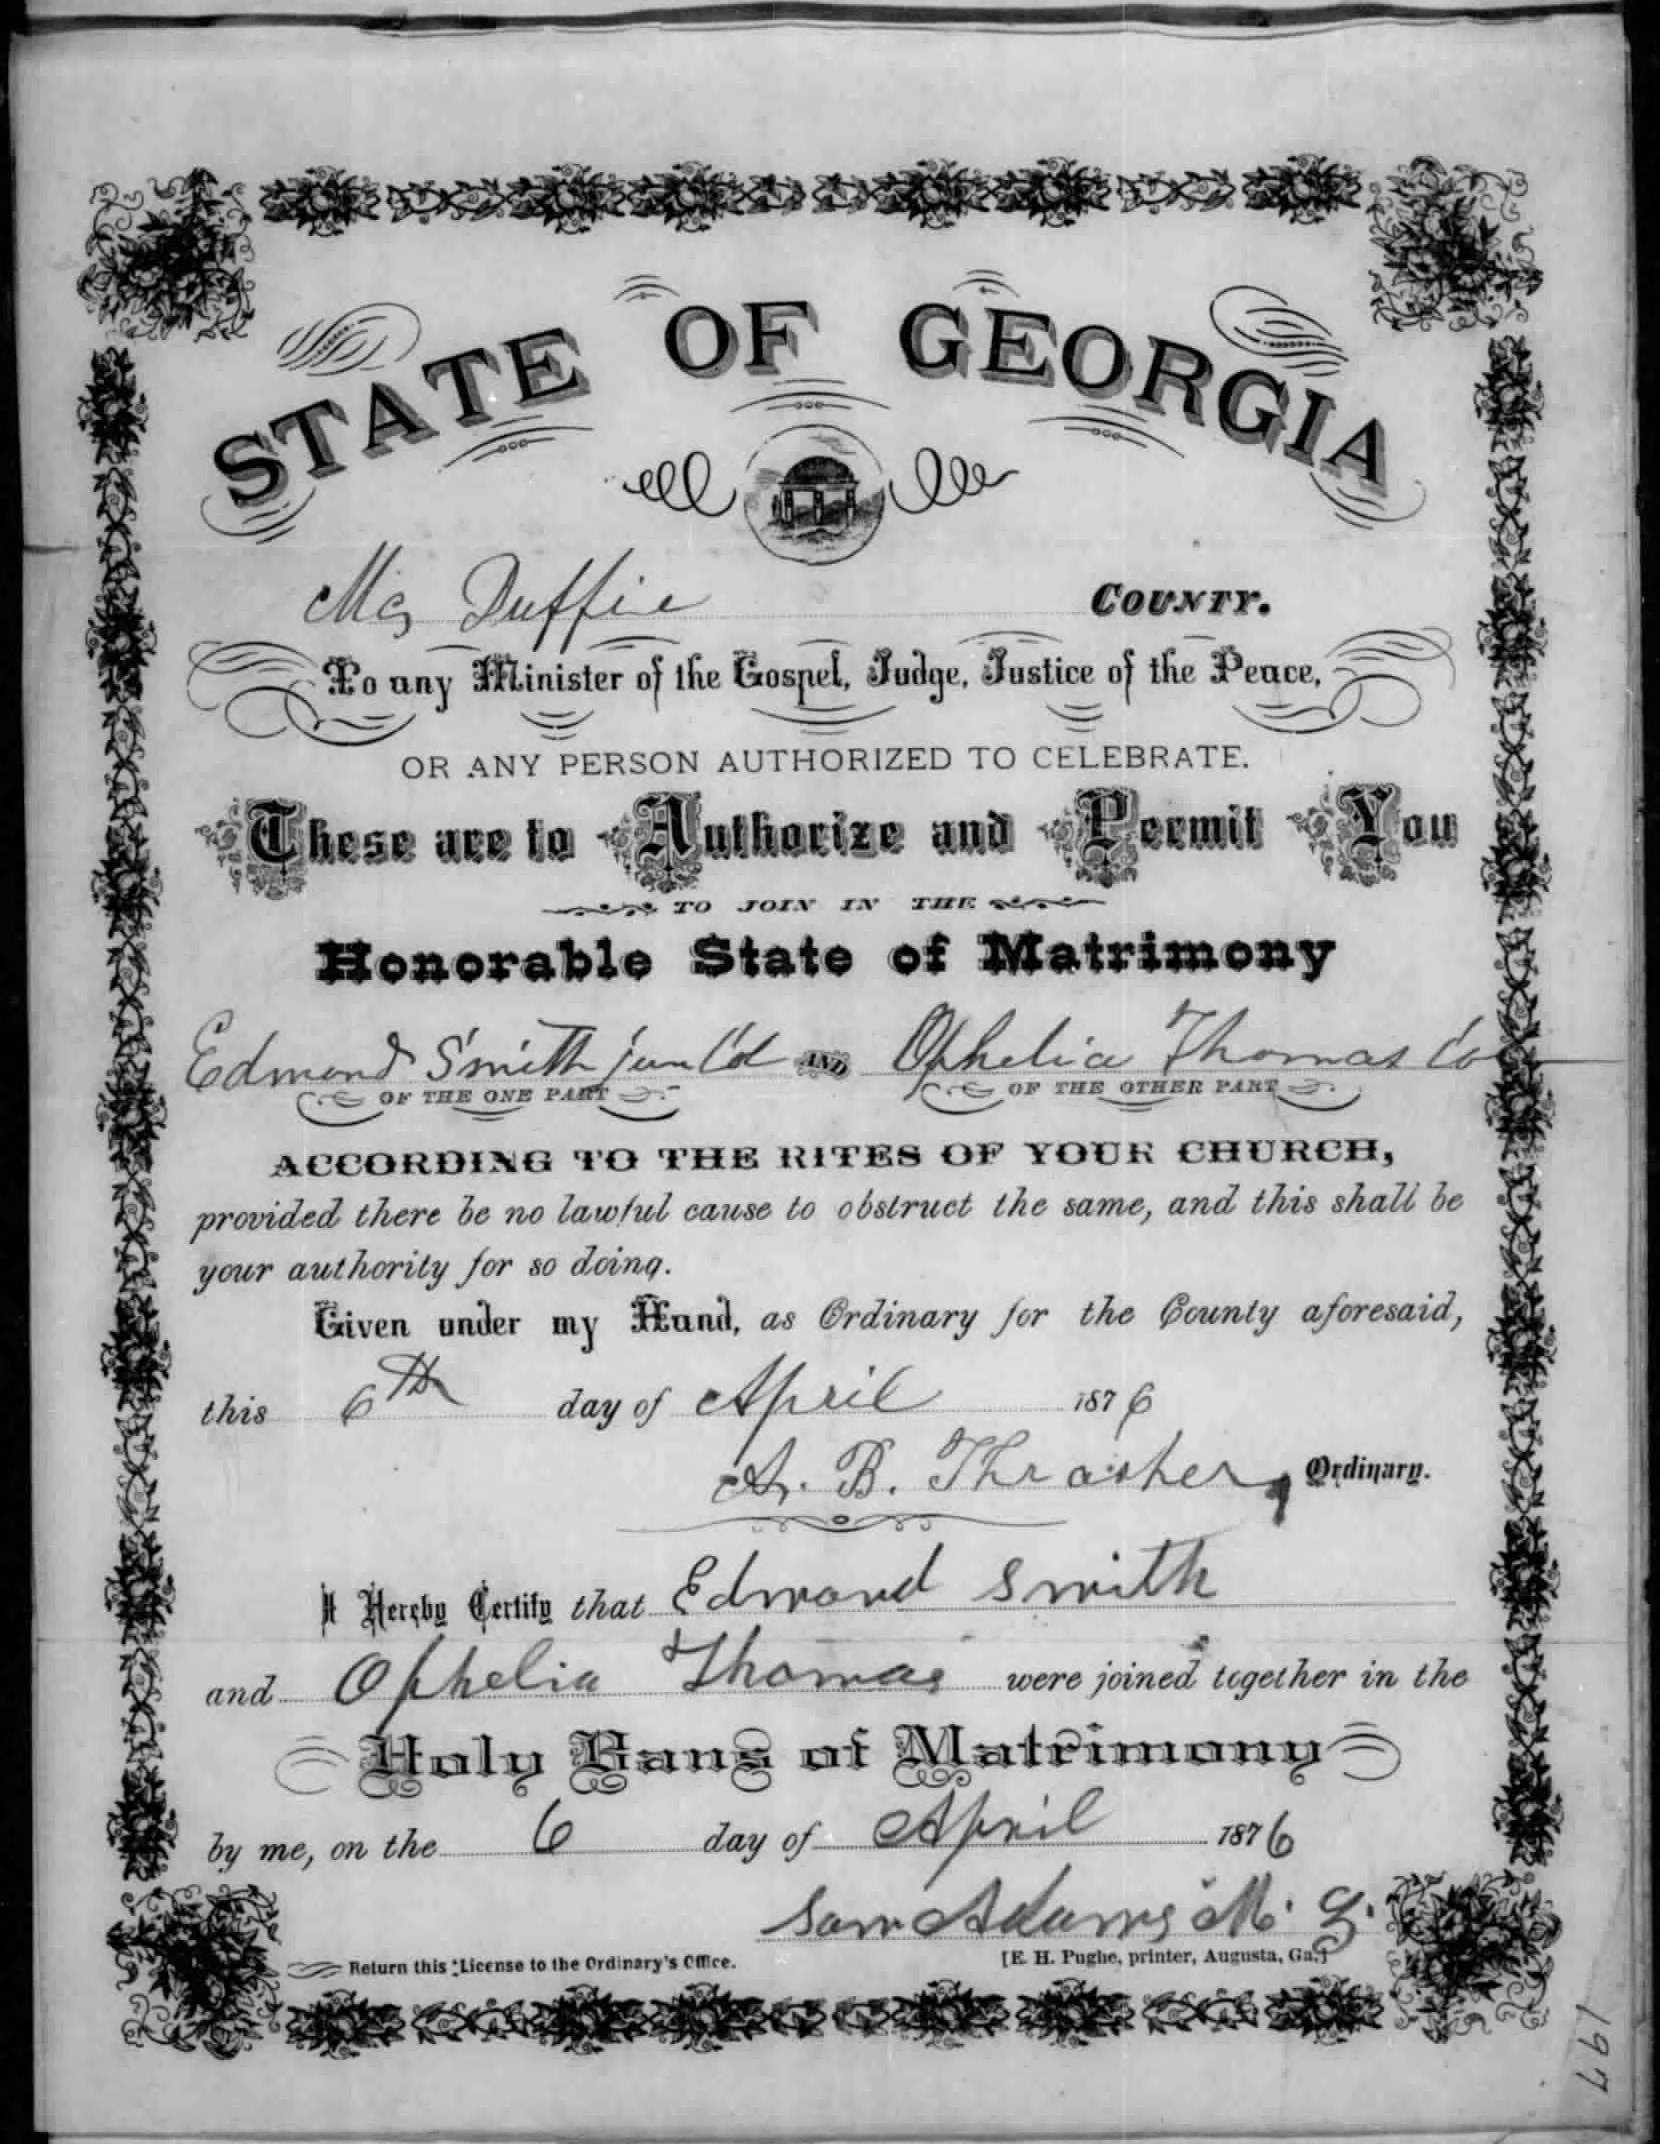 STATE OF GEORGIA
Mc, Duffie COUNTY.
To any Minister of the Gospel, Judge, Justice of the Peace,
OR ANY PERSON AUTHORIZED TO CELEBRATE.
These are to Authorize and Permit You
TO JOIN IN THE
Honorable State of Matrimony
Edmond Smith jun Col AND Ophelia Thomas Co
OF THE ONE PART OF THE OTHER PART
ACCORDING TO THE RITES OF YOUR CHURCH,
provided there be no lawful cause to obstruct the same, and this shall be
your authority for so doing.
Given under my Hand, as Ordinary for the County aforesaid,
this 6th day of April 1876
A. B. Thrasher, Ordinary.
I Hereby Certify that Edmond Smith
and Ophelia Thomas were joined together in the
Holy Bans of Matrimony
by me, on the 6 day of April 1876
Sam Adams M. G.
Return this License to the Ordinary's Office. [E. H. Pughe, printer, Augusta, Ga.]
197